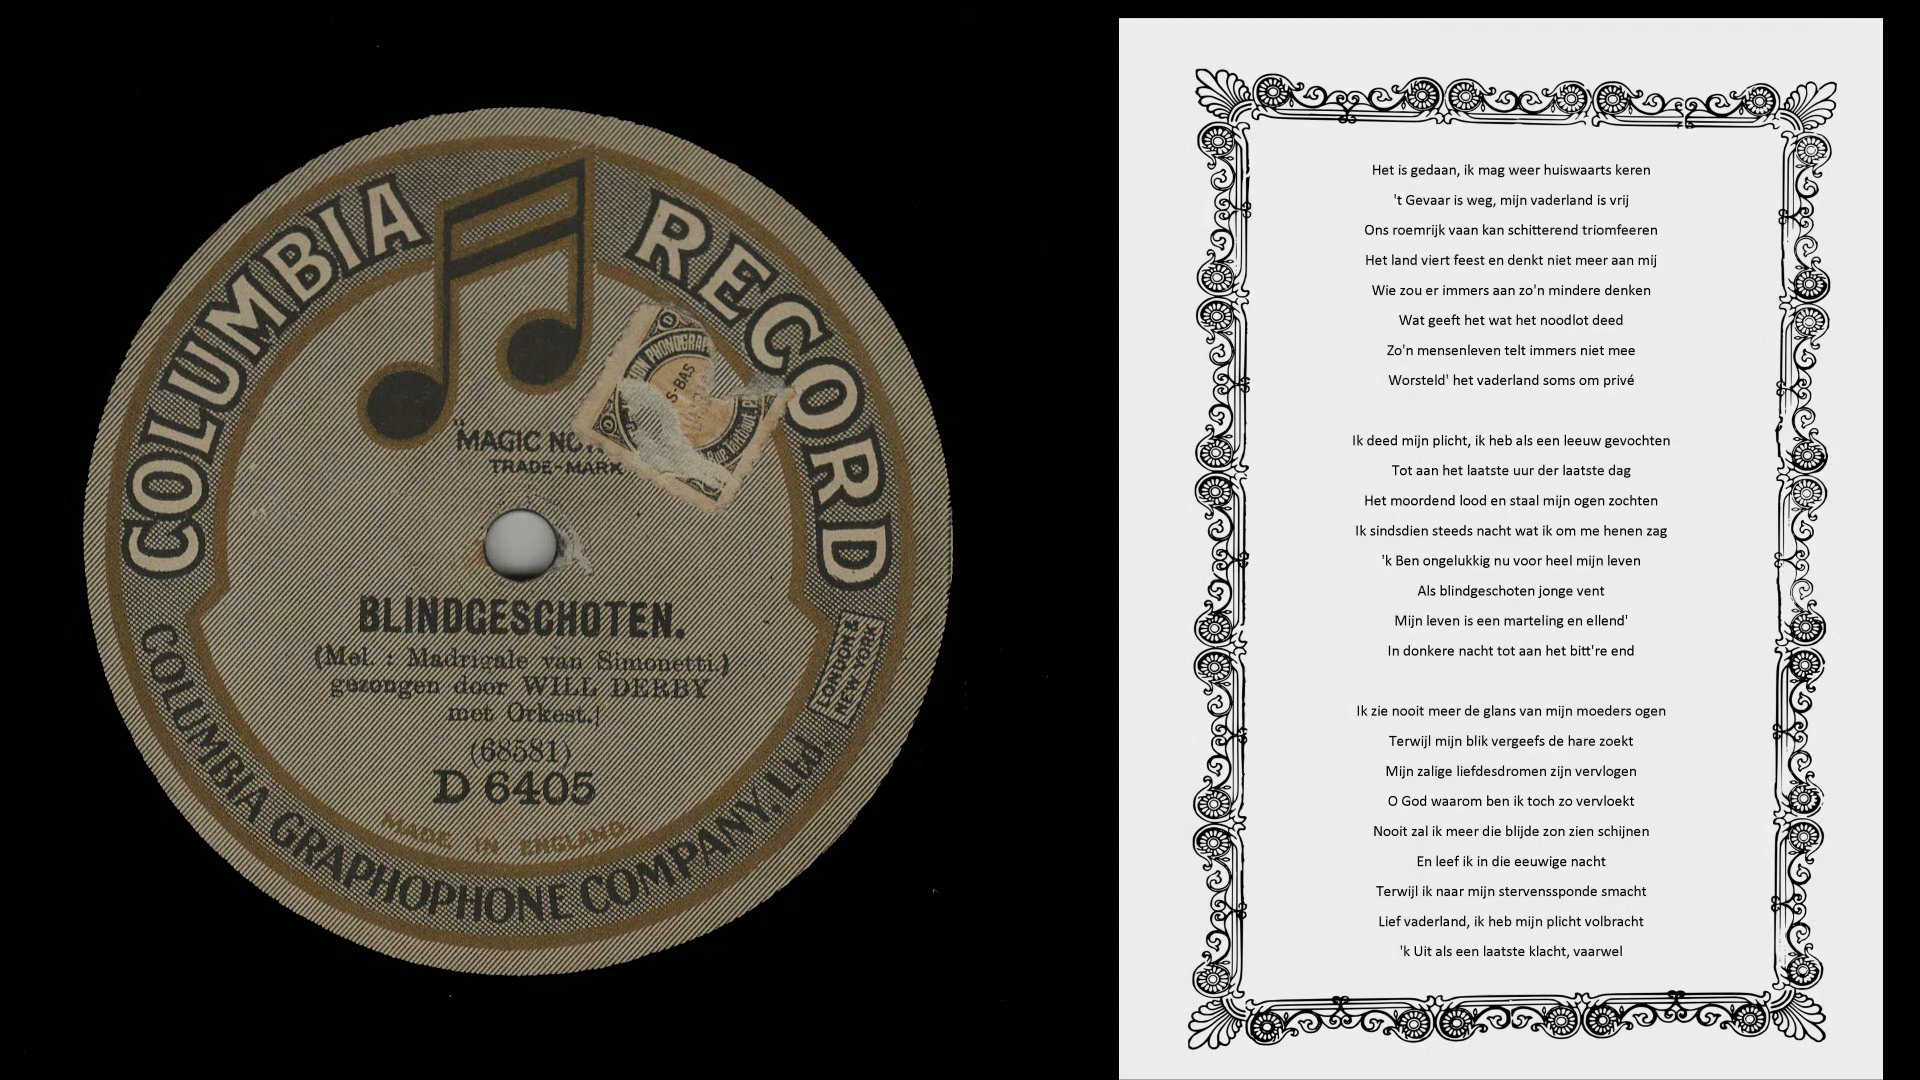 COLUMBIA RECORD
"MAGIC
TRADE-MARK
S-BAS
BLINDGESCHOTEN.
(Mel. : Madrigale van Simonetti.)
gezongen door WILL DERBY
met Orkest.
(68581)
D 6405
MADE IN ENGLAND.
LONDON &
NEW YORK
COLUMBIA GRAPHOPHONE COMPANY, Ltd.
Het is gedaan, ik mag weer huiswaarts keren
't Gevaar is weg, mijn vaderland is vrij
Ons roemrijk vaan kan schitterend triomfeeren
Het land viert feest en denkt niet meer aan mij
Wie zou er immers aan zo'n mindere denken
Wat geeft het wat het noodlot deed
Zo'n mensenleven telt immers niet mee
Worsteld' het vaderland soms om privé
Ik deed mijn plicht, ik heb als een leeuw gevochten
Tot aan het laatste uur der laatste dag
Het moordend lood en staal mijn ogen zochten
Ik sindsdien steeds nacht wat ik om me henen zag
'k Ben ongelukkig nu voor heel mijn leven
Als blindgeschoten jonge vent
Mijn leven is een marteling en ellend'
In donkere nacht tot aan het bitt're end
Ik zie nooit meer de glans van mijn moeders ogen
Terwijl mijn blik vergeefs de hare zoekt
Mijn zalige liefdesdromen zijn vervlogen
O God waarom ben ik toch zo vervloekt
Nooit zal ik meer die blijde zon zien schijnen
En leef ik in die eeuwige nacht
Terwijl ik naar mijn stervenssponde smacht
Lief vaderland, ik heb mijn plicht volbracht
'k Uit als een laatste klacht, vaarwel